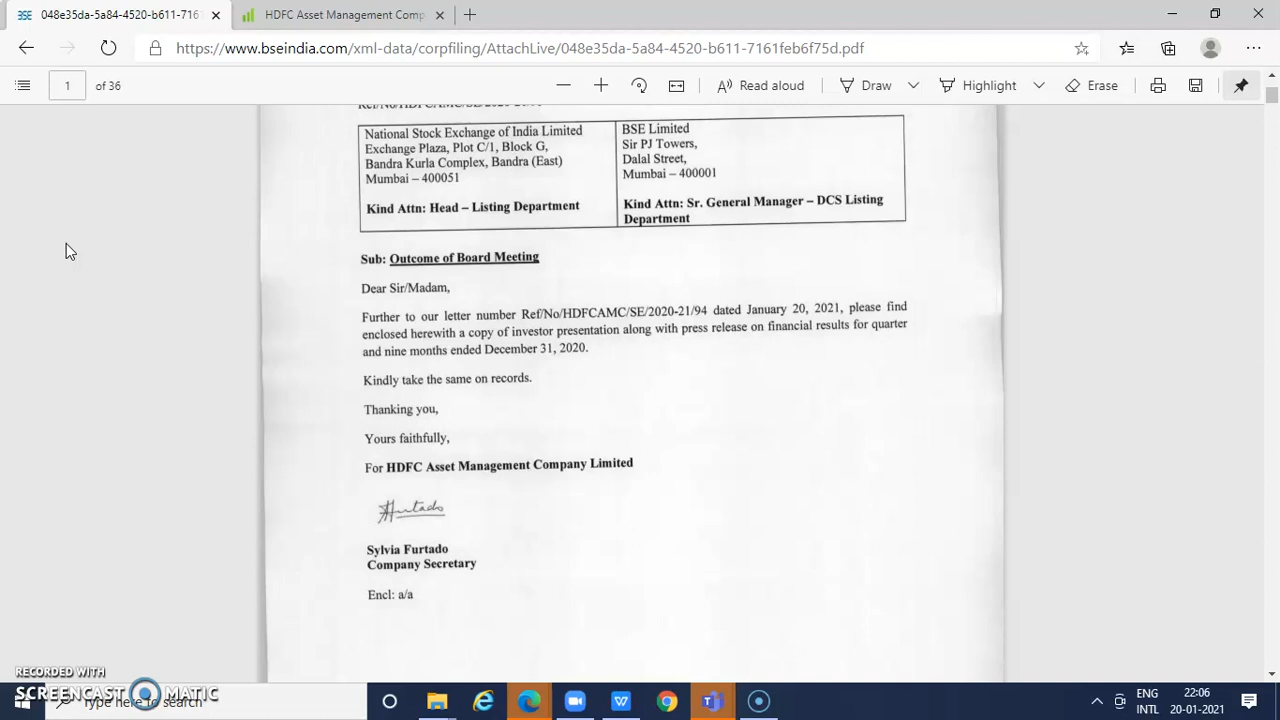 048e35da-5a84-4520-b611-716
HDFC Asset Management Comp
https://www.bseindia.com/xml-data/corpfiling/AttachLive/048e35da-5a84-4520-b611-7161feb6f75d.pdf
1 of 36
Read aloud
Draw
Highlight
Erase
National Stock Exchange of India Limited
Exchange Plaza, Plot C/1, Block G,
Bandra Kurla Complex, Bandra (East)
Mumbai – 400051
Kind Attn: Head – Listing Department
BSE Limited
Sir PJ Towers,
Dalal Street,
Mumbai – 400001
Kind Attn: Sr. General Manager – DCS Listing
Department
Sub: Outcome of Board Meeting
Dear Sir/Madam,
Further to our letter number Ref/No/HDFCAMC/SE/2020-21/94 dated January 20, 2021, please find
enclosed herewith a copy of investor presentation along with press release on financial results for quarter
and nine months ended December 31, 2020.
Kindly take the same on records.
Thanking you,
Yours faithfully,
For HDFC Asset Management Company Limited
Hurtado
Sylvia Furtado
Company Secretary
Encl: a/a
RECORDED WITH
SCREENCAST MATIC
Type here to search
ENG
INTL
22:06
20-01-2021